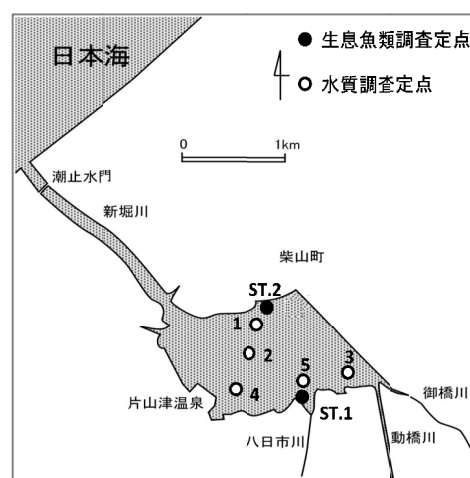 日本海
● 生息魚類調査定点
○ 水質調査定点
0 1km
潮止水門
新堀川
柴山町
ST.2
1
2
3
5
4
片山津温泉
ST.1
御橋川
八日市川
動橋川